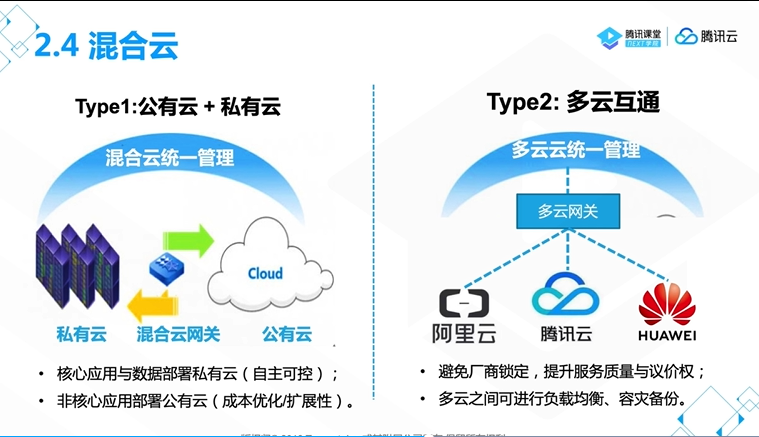 2.4 混合云
腾讯课堂
NEXT学院
腾讯云
Type1:公有云 + 私有云
混合云统一管理
Cloud
私有云
混合云网关
公有云
• 核心应用与数据部署私有云（自主可控）；
• 非核心应用部署公有云（成本优化/扩展性）。
Type2: 多云互通
多云云统一管理
多云网关
阿里云
腾讯云
HUAWEI
• 避免厂商锁定，提升服务质量与议价权；
• 多云之间可进行负载均衡、容灾备份。